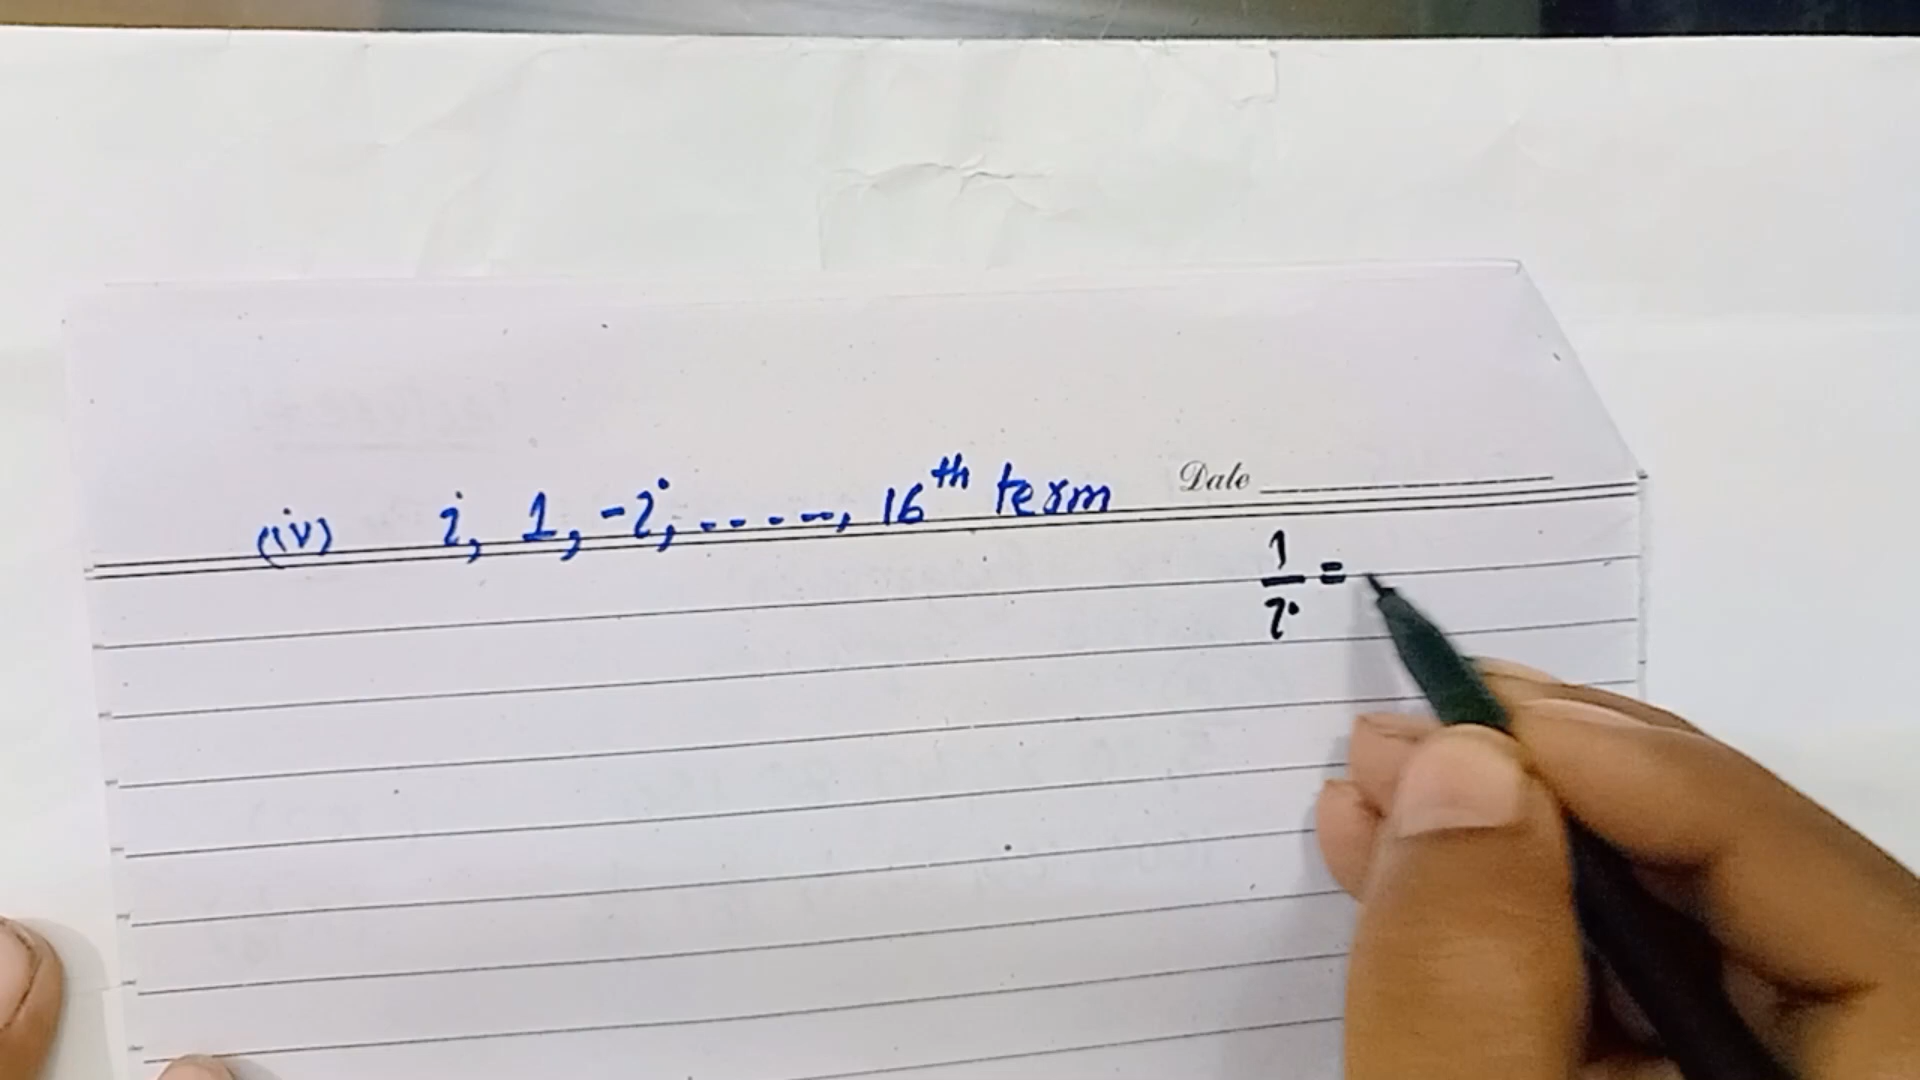 (iv) i, 1, -i, ....., 16th term
Date
1/i =